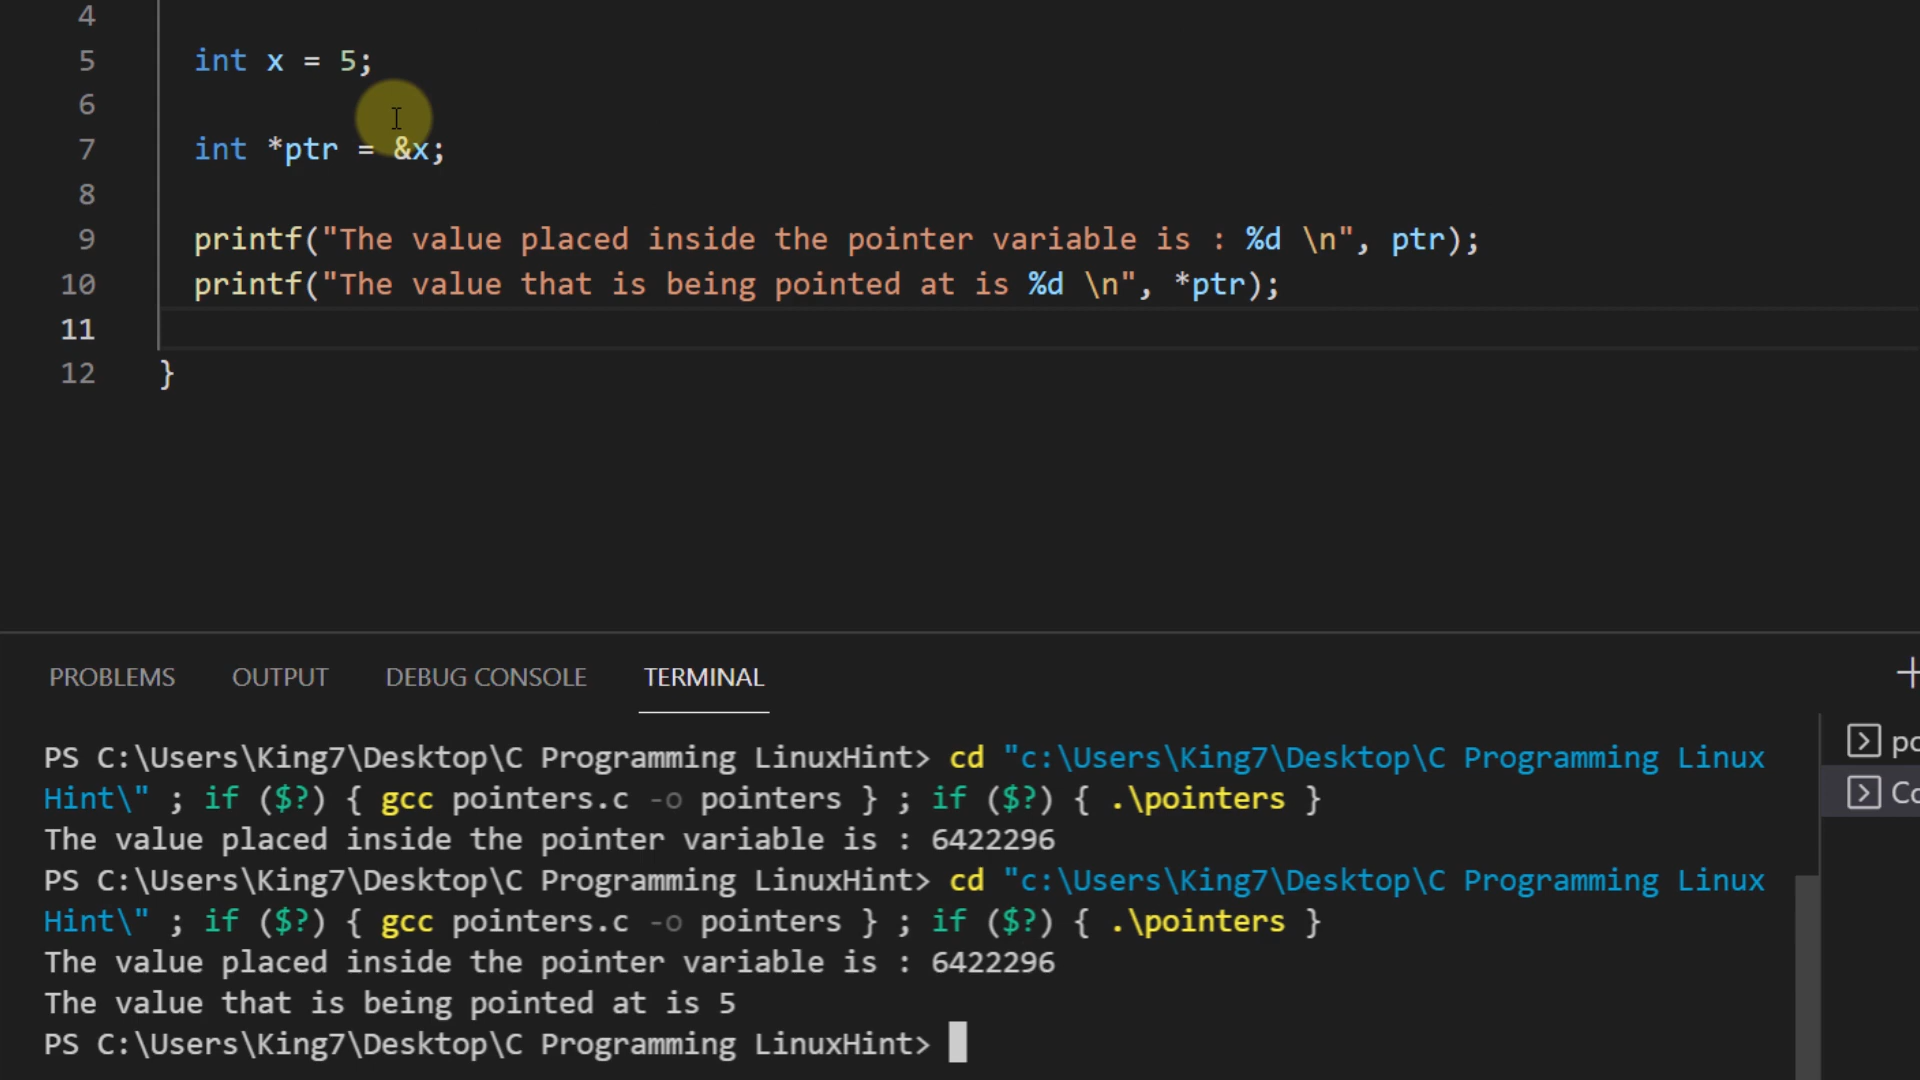 4
5 int x = 5;
6
7 int *ptr = &x;
8
9 printf("The value placed inside the pointer variable is : %d \n", ptr);
10 printf("The value that is being pointed at is %d \n", *ptr);
11
12 }
PROBLEMS OUTPUT DEBUG CONSOLE TERMINAL
PS C:\Users\King7\Desktop\C Programming LinuxHint> cd "c:\Users\King7\Desktop\C Programming Linux
Hint\" ; if ($?) { gcc pointers.c -o pointers } ; if ($?) { .\pointers }
The value placed inside the pointer variable is : 6422296
PS C:\Users\King7\Desktop\C Programming LinuxHint> cd "c:\Users\King7\Desktop\C Programming Linux
Hint\" ; if ($?) { gcc pointers.c -o pointers } ; if ($?) { .\pointers }
The value placed inside the pointer variable is : 6422296
The value that is being pointed at is 5
PS C:\Users\King7\Desktop\C Programming LinuxHint>